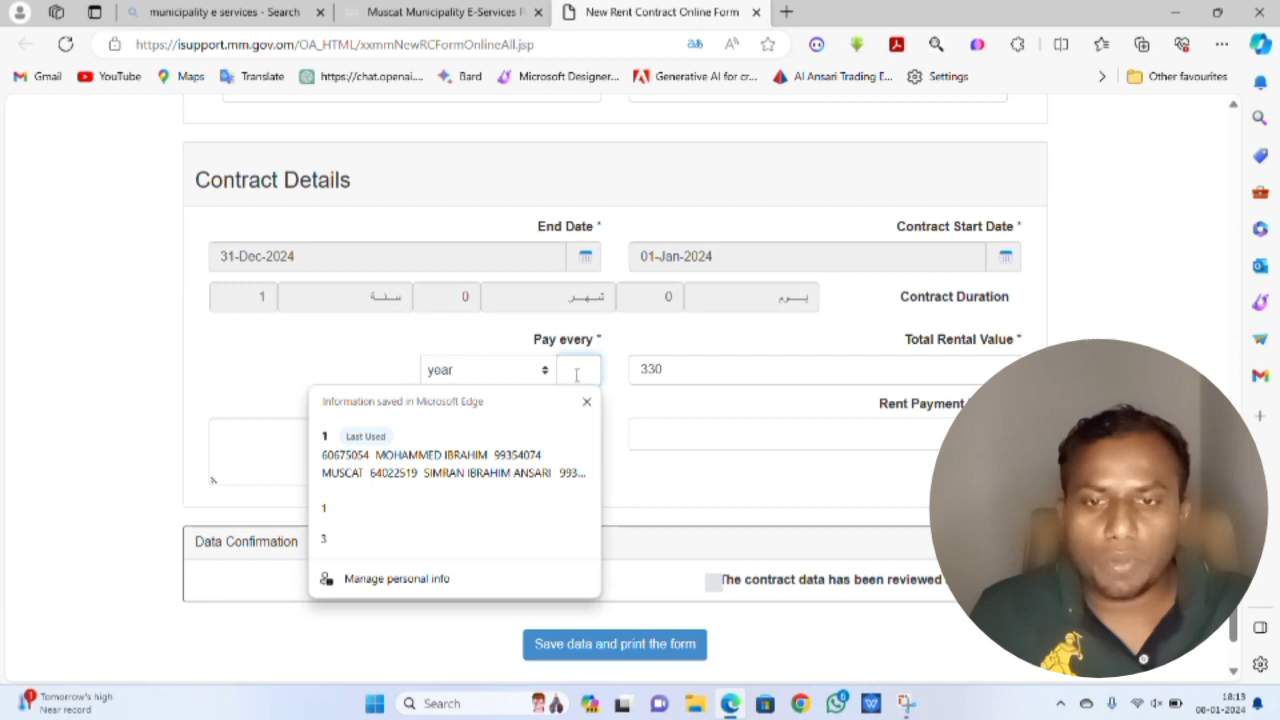 municipality e services - Search
Muscat Municipality E-Services P
New Rent Contract Online Form
https://isupport.mm.gov.om/OA_HTML/xxmmNewRCFormOnlineAll.jsp
Gmail
YouTube
Maps
Translate
https://chat.openai....
Bard
Microsoft Designer...
Generative AI for cr...
Al Ansari Trading E...
Settings
Other favourites
Contract Details
End Date *
Contract Start Date *
31-Dec-2024
01-Jan-2024
1 سنة 0 شهر 0 يوم
Contract Duration
Pay every *
Total Rental Value *
year
330
Information saved in Microsoft Edge
Rent Payment
1 Last Used
60675054 MOHAMMED IBRAHIM 99354074
MUSCAT 64022519 SIMRAN IBRAHIM ANSARI 993...
1
3
Manage personal info
Data Confirmation
The contract data has been reviewed
Save data and print the form
Tomorrow's high
Near record
1
Search
6
18:13
08-01-2024